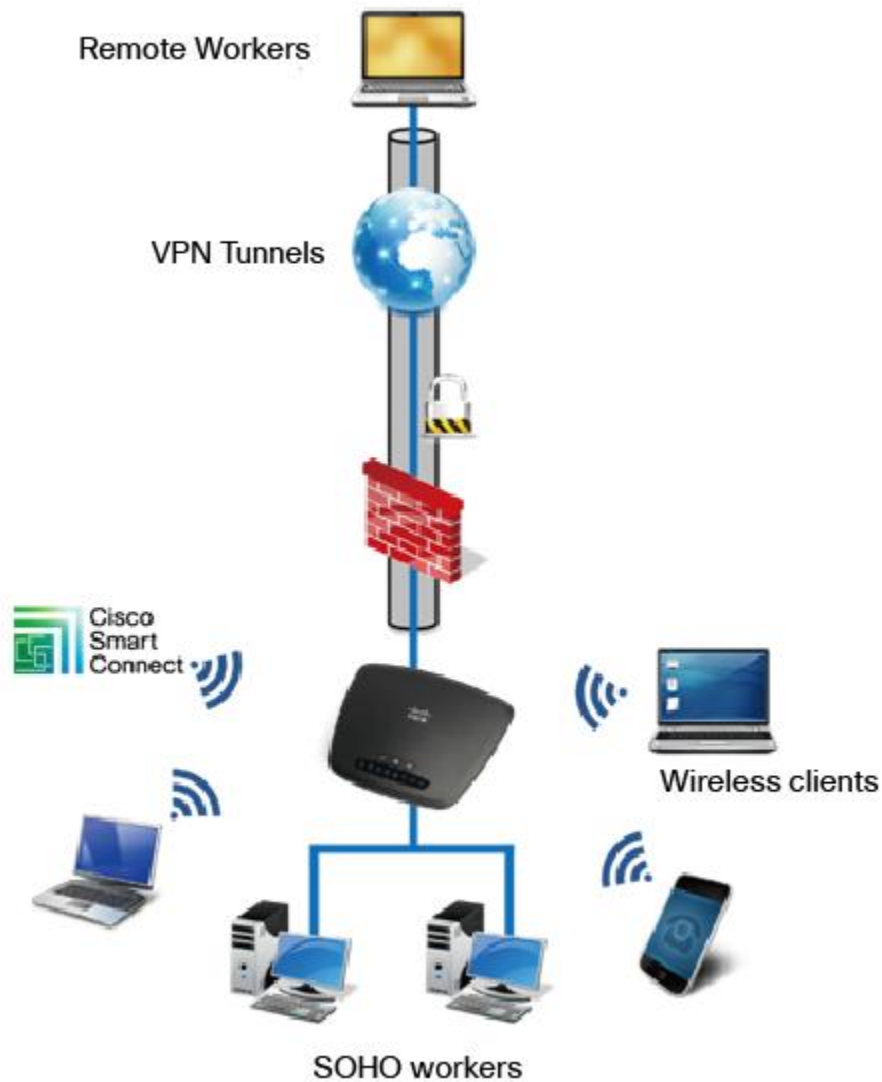 Remote Workers
VPN Tunnels
Cisco
Smart
Connect
Wireless clients
SOHO workers